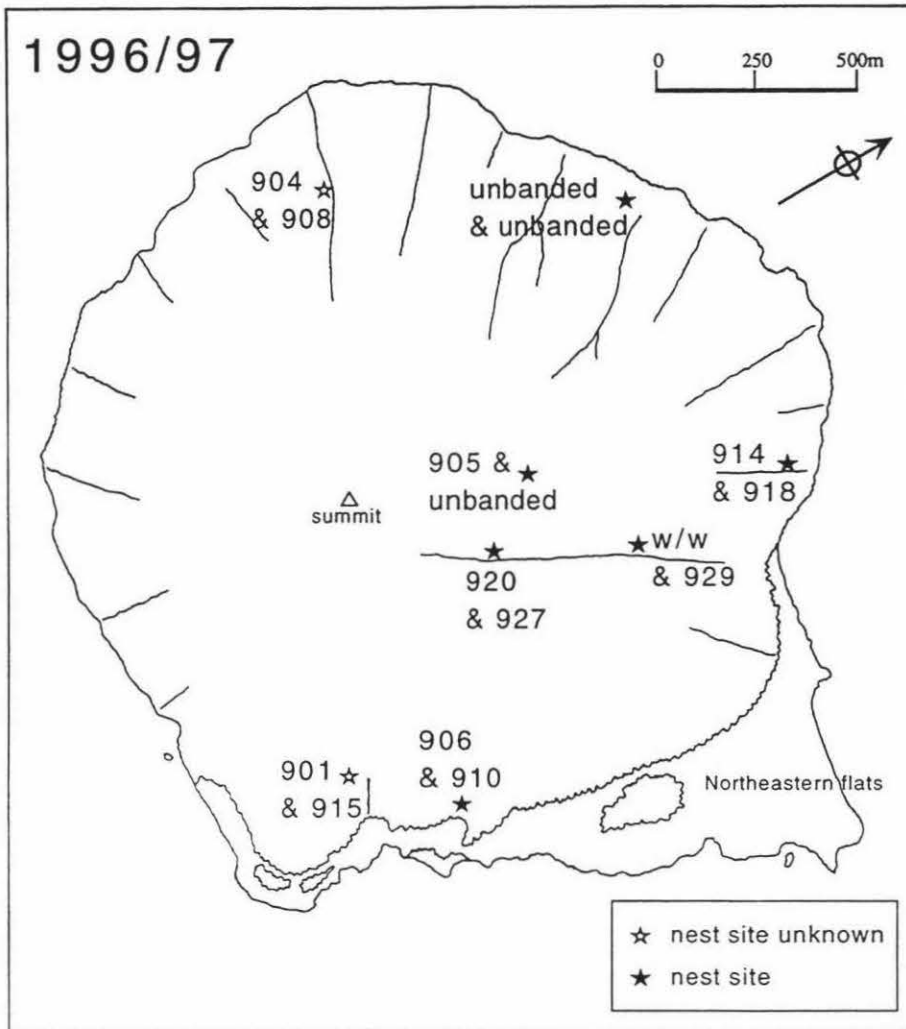 1996/97
0 250 500m
904
& 908
unbanded
& unbanded
905 &
unbanded
914
& 918
summit
w/w
& 929
920
& 927
901
& 915
906
& 910
Northeastern flats
nest site unknown
nest site